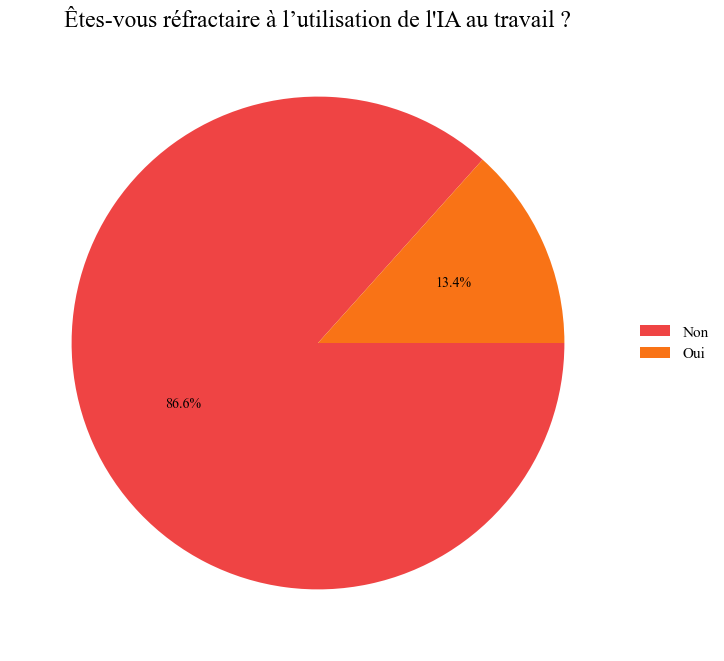 Êtes-vous réfractaire à l’utilisation de l'IA au travail ?
13.4%
86.6%
Non
Oui